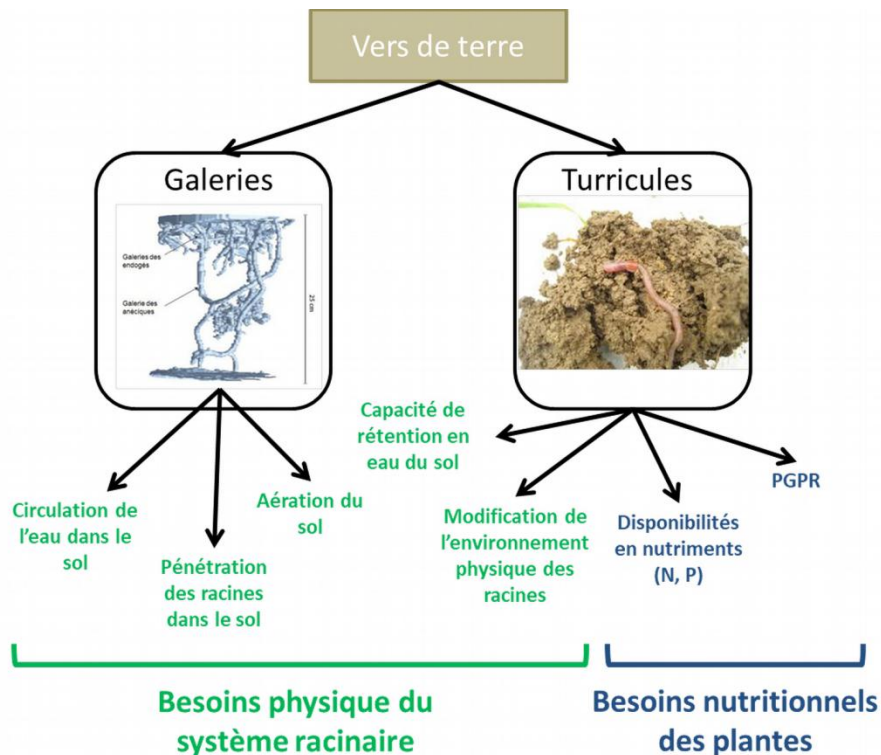 Vers de terre
Galeries
Galeries des
endogés
Galerie des
anéciques
25 cm
Turricules
Circulation de
l'eau dans le
sol
Pénétration
des racines
dans le sol
Aération du
sol
Capacité de
rétention en
eau du sol
Modification de
l'environnement
physique des
racines
Disponibilités
en nutriments
(N, P)
PGPR
Besoins physique du
système racinaire
Besoins nutritionnels
des plantes